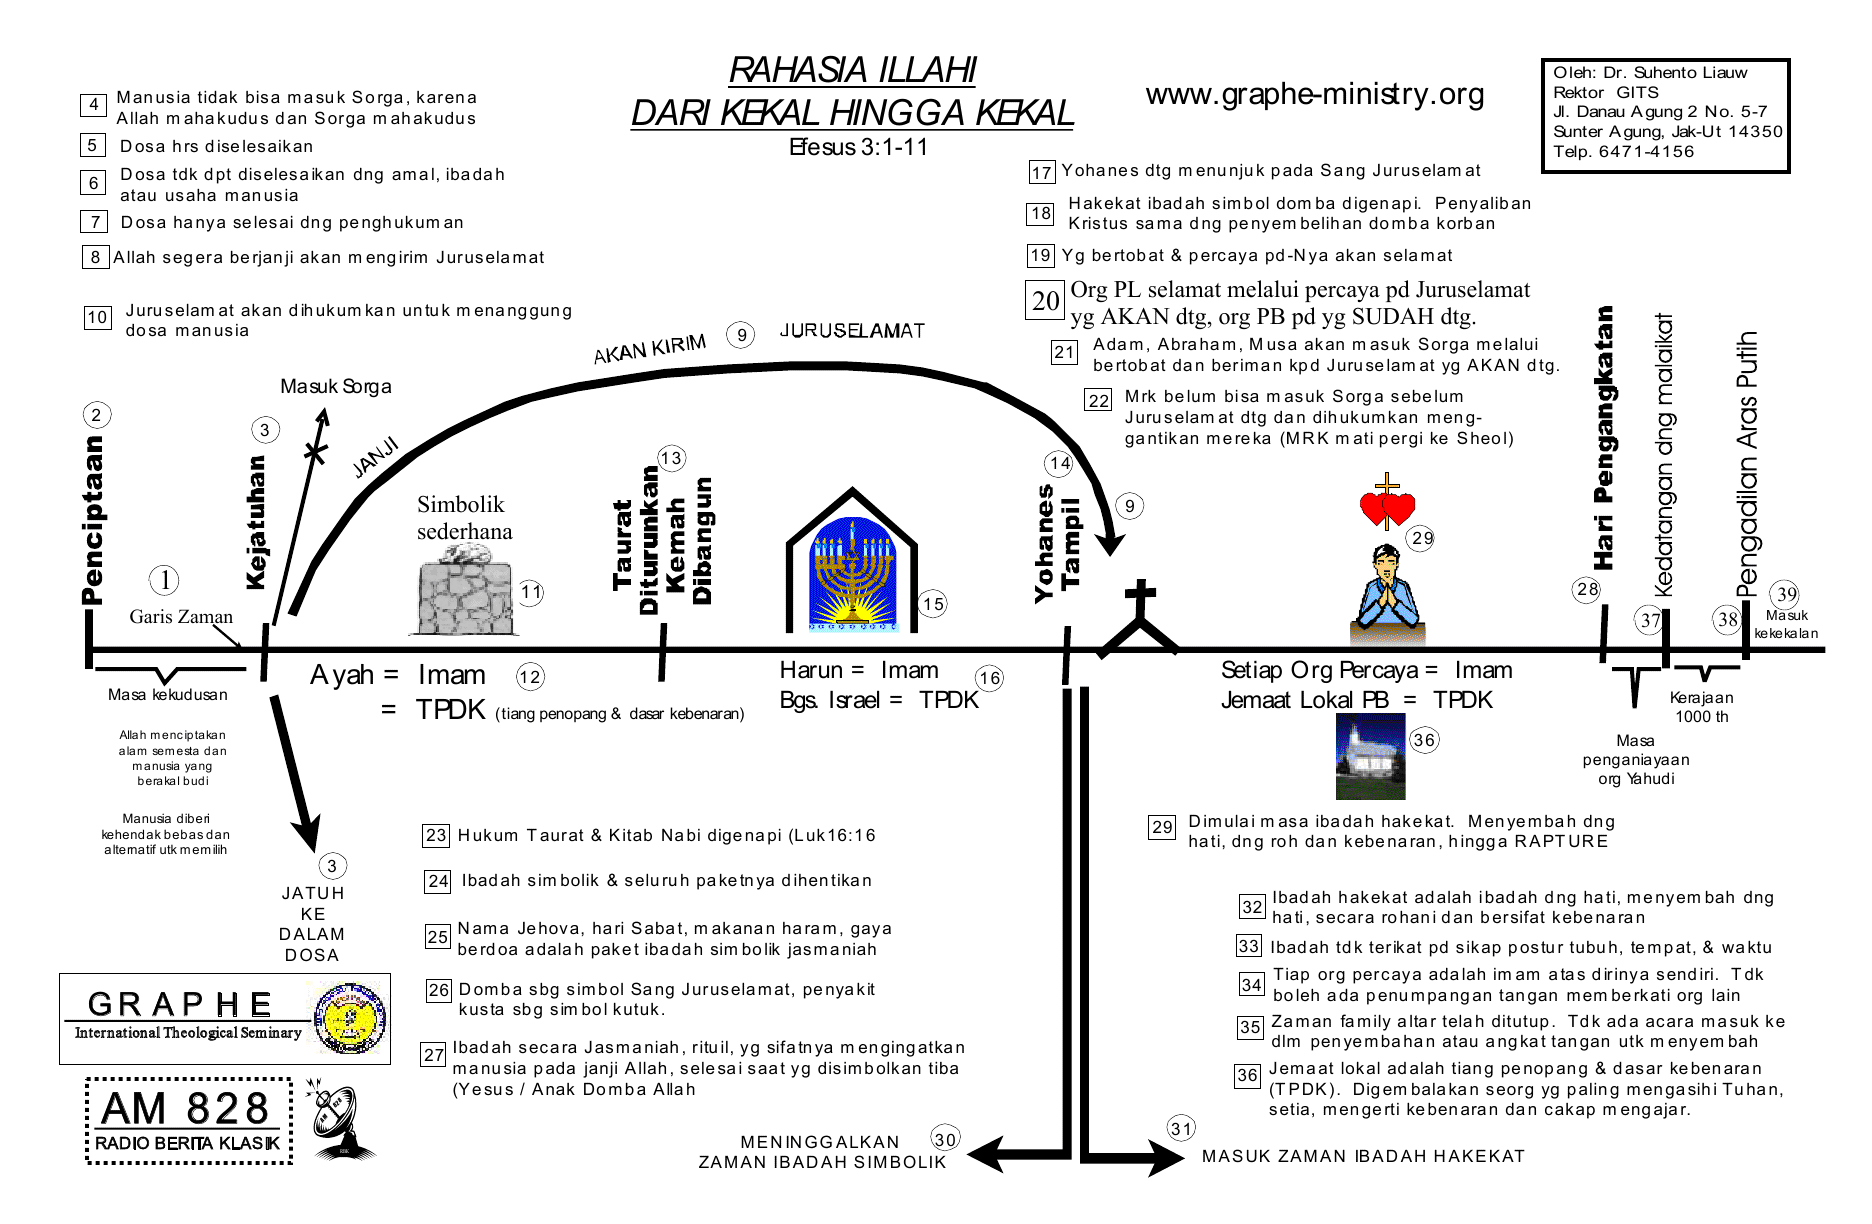 RAHASIA ILLAHI
DARI KEKAL HINGGA KEKAL
Efesus 3:1-11
www.graphe-ministry.org
Oleh: Dr. Suhento Liauw
Rektor GITS
Jl. Danau Agung 2 No. 5-7
Sunter Agung, Jak-Ut 14350
Telp. 6471-4156
4 Manusia tidak bisa masuk Sorga, karena
Allah mahakudus dan Sorga mahakudus
5 Dosa hrs diselesaikan
6 Dosa tdk dpt diselesaikan dng amal, ibadah
atau usaha manusia
7 Dosa hanya selesai dng penghukuman
8 Allah segera berjanji akan mengirim Juruselamat
10 Juruselamat akan dihukumkan untuk menanggung
dosa manusia
17 Yohanes dtg menunjuk pada Sang Juruselamat
18 Hakekat ibadah simbol domba digenapi. Penyaliban
Kristus sama dng penyembelihan domba korban
19 Yg bertobat & percaya pd-Nya akan selamat
20 Org PL selamat melalui percaya pd Juruselamat
yg AKAN dtg, org PB pd yg SUDAH dtg.
21 Adam, Abraham, Musa akan masuk Sorga melalui
bertobat dan beriman kpd Juruselamat yg AKAN dtg.
22 Mrk belum bisa masuk Sorga sebelum
Juruselamat dtg dan dihukumkan meng-
gantikan mereka (MRK mati pergi ke Sheol)
JANJI
AKAN KIRIM
9
JURUSELAMAT
9
Masuk Sorga
2
Penciptaan
1
Garis Zaman
3
Kejatuhan
Simbolik
sederhana
11
13
Taurat
Diturunkan
Kemah
Dibangun
15
14
Yohanes
Tampil
29
28
Hari Pengangkatan
37
Kedatangan dng malaikat
38
Pengadilan Aras Putih
39
Masuk
kekekalan
Masa kekudusan
Allah menciptakan
alam semesta dan
manusia yang
berakal budi
Manusia diberi
kehendak bebas dan
alternatif utk memilih
Ayah = Imam 12
= TPDK (tiang penopang & dasar kebenaran)
Harun = Imam 16
Bgs. Israel = TPDK
Setiap Org Percaya = Imam
Jemaat Lokal PB = TPDK
36
Masa
penganiayaan
org Yahudi
Kerajaan
1000 th
3
JATUH
KE
DALAM
DOSA
23 Hukum Taurat & Kitab Nabi digenapi (Luk16:16
24 Ibadah simbolik & seluruh paketnya dihentikan
25 Nama Jehova, hari Sabat, makanan haram, gaya
berdoa adalah paket ibadah simbolik jasmaniah
26 Domba sbg simbol Sang Juruselamat, penyakit
kusta sbg simbol kutuk.
27 Ibadah secara Jasmaniah, rituil, yg sifatnya mengingatkan
manusia pada janji Allah, selesai saat yg disimbolkan tiba
(Yesus / Anak Domba Allah
29 Dimulai masa ibadah hakekat. Menyembah dng
hati, dng roh dan kebenaran, hingga RAPTURE
32 Ibadah hakekat adalah ibadah dng hati, menyembah dng
hati, secara rohani dan bersifat kebenaran
33 Ibadah tdk terikat pd sikap postur tubuh, tempat, & waktu
34 Tiap org percaya adalah imam atas dirinya sendiri. Tdk
boleh ada penumpangan tangan memberkati org lain
35 Zaman family altar telah ditutup. Tdk ada acara masuk ke
dlm penyembahan atau angkat tangan utk menyembah
36 Jemaat lokal adalah tiang penopang & dasar kebenaran
(TPDK). Digembalakan seorg yg paling mengasihi Tuhan,
setia, mengerti kebenaran dan cakap mengajar.
MENINGGALKAN 30
ZAMAN IBADAH SIMBOLIK
31
MASUK ZAMAN IBADAH HAKEKAT
GRAPHE
International Theological Seminary
AM 828
RADIO BERITA KLASIK
AM 828
RBK